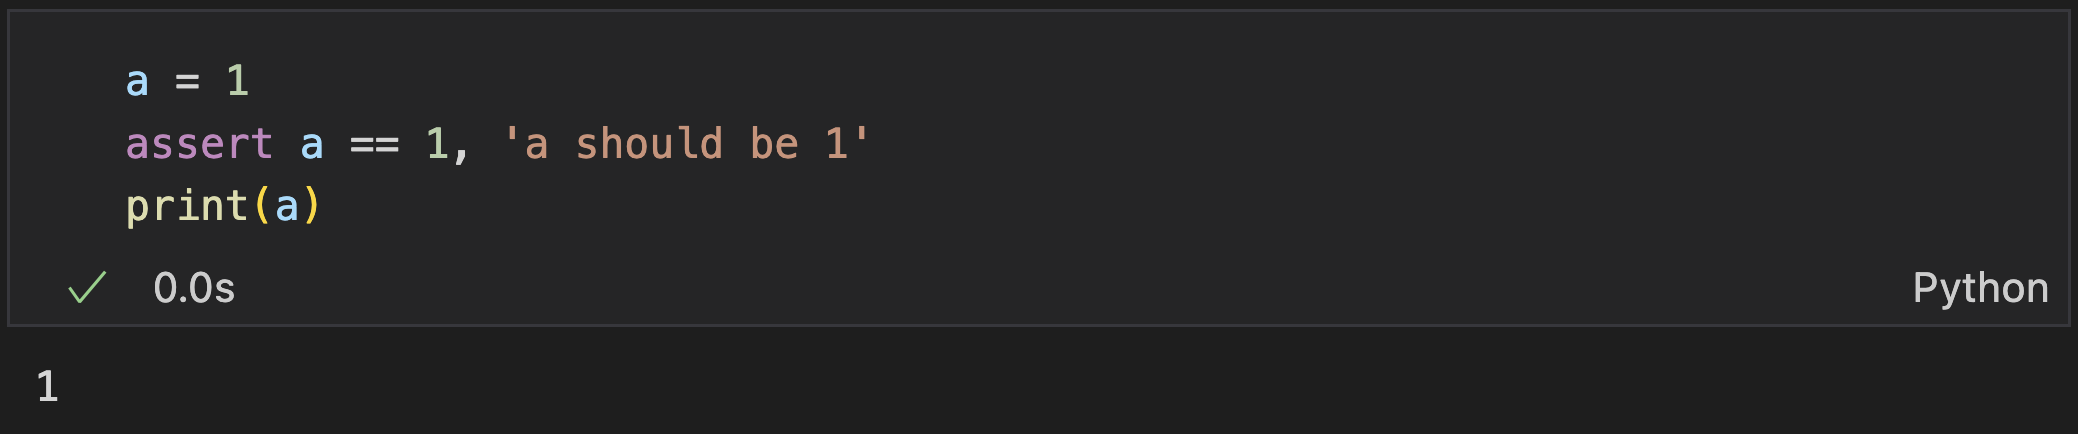 a = 1
assert a == 1, 'a should be 1'
print(a)
0.0s
Python
1